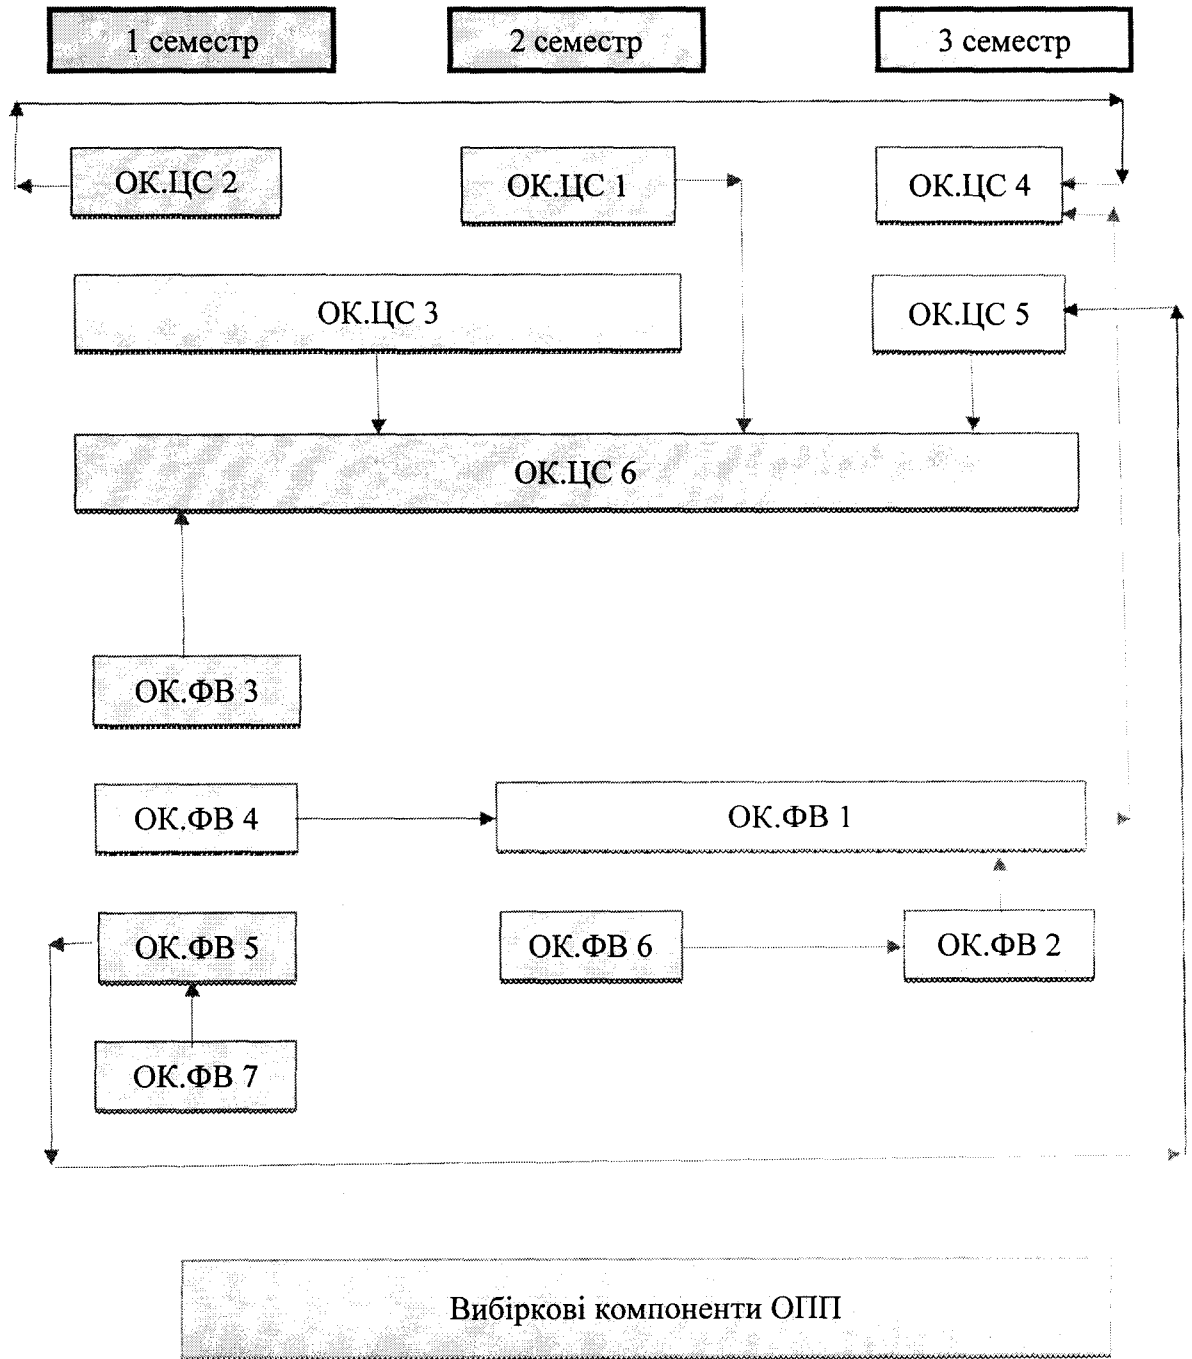 1 семестр
2 семестр
3 семестр
ОК.ЦС 2
ОК.ЦС 1
ОК.ЦС 4
ОК.ЦС 3
ОК.ЦС 5
ОК.ЦС 6
ОК.ФВ 3
ОК.ФВ 4
ОК.ФВ 1
ОК.ФВ 5
ОК.ФВ 6
ОК.ФВ 2
ОК.ФВ 7
Вибіркові компоненти ОПП